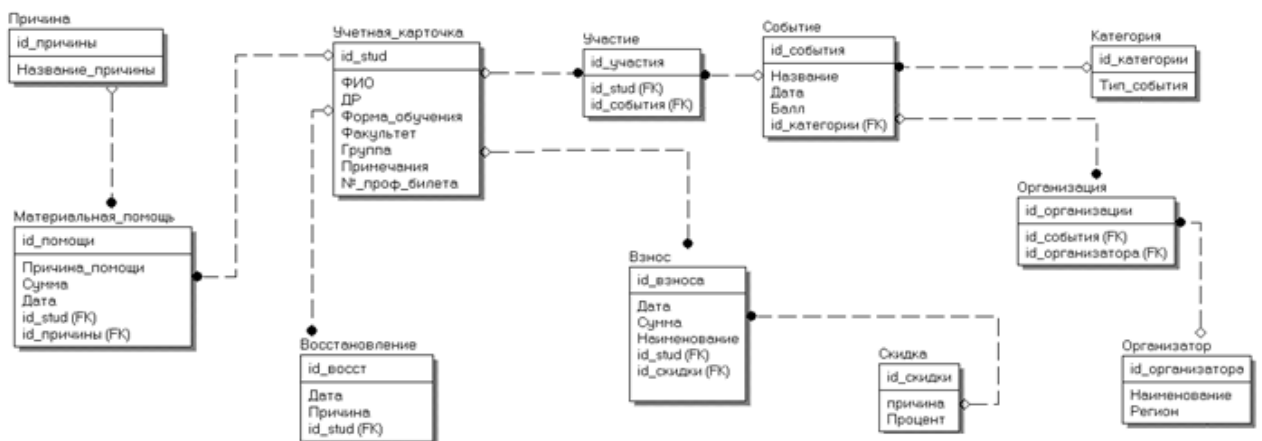 Причина
id_причины
Название_причины
Учетная_карточка
id_stud
ФИО
ДР
Форма_обучения
Факультет
Группа
Примечания
№_проф_билета
Участие
id_участия
id_stud (FK)
id_события (FK)
Событие
id_события
Название
Дата
Балл
id_категории (FK)
Категория
id_категории
Тип_события
Материальная_помощь
id_помощи
Причина_помощи
Сумма
Дата
id_stud (FK)
id_причины (FK)
Восстановление
id_восст
Дата
Причина
id_stud (FK)
Взнос
id_взноса
Дата
Сумма
Наименование
id_stud (FK)
id_скидки (FK)
Скидка
id_скидки
причина
Процент
Организация
id_организации
id_события (FK)
id_организатора (FK)
Организатор
id_организатора
Наименование
Регион